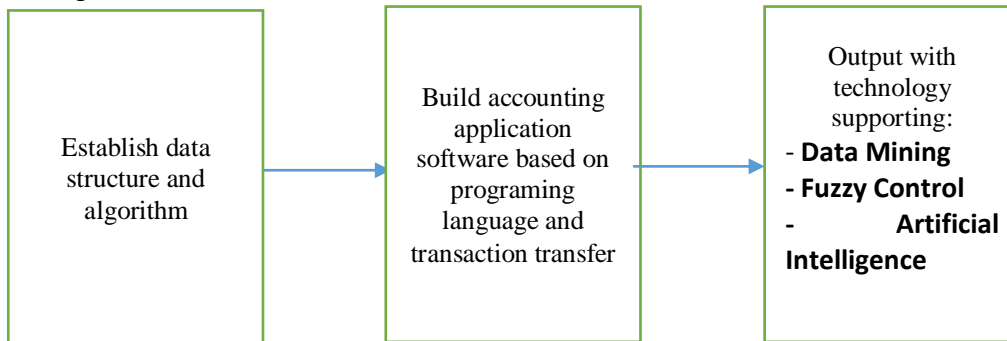 Establish data
structure and
algorithm
Build accounting
application
software based on
programing
language and
transaction transfer
Output with
technology
supporting:
- Data Mining
- Fuzzy Control
- Artificial
Intelligence